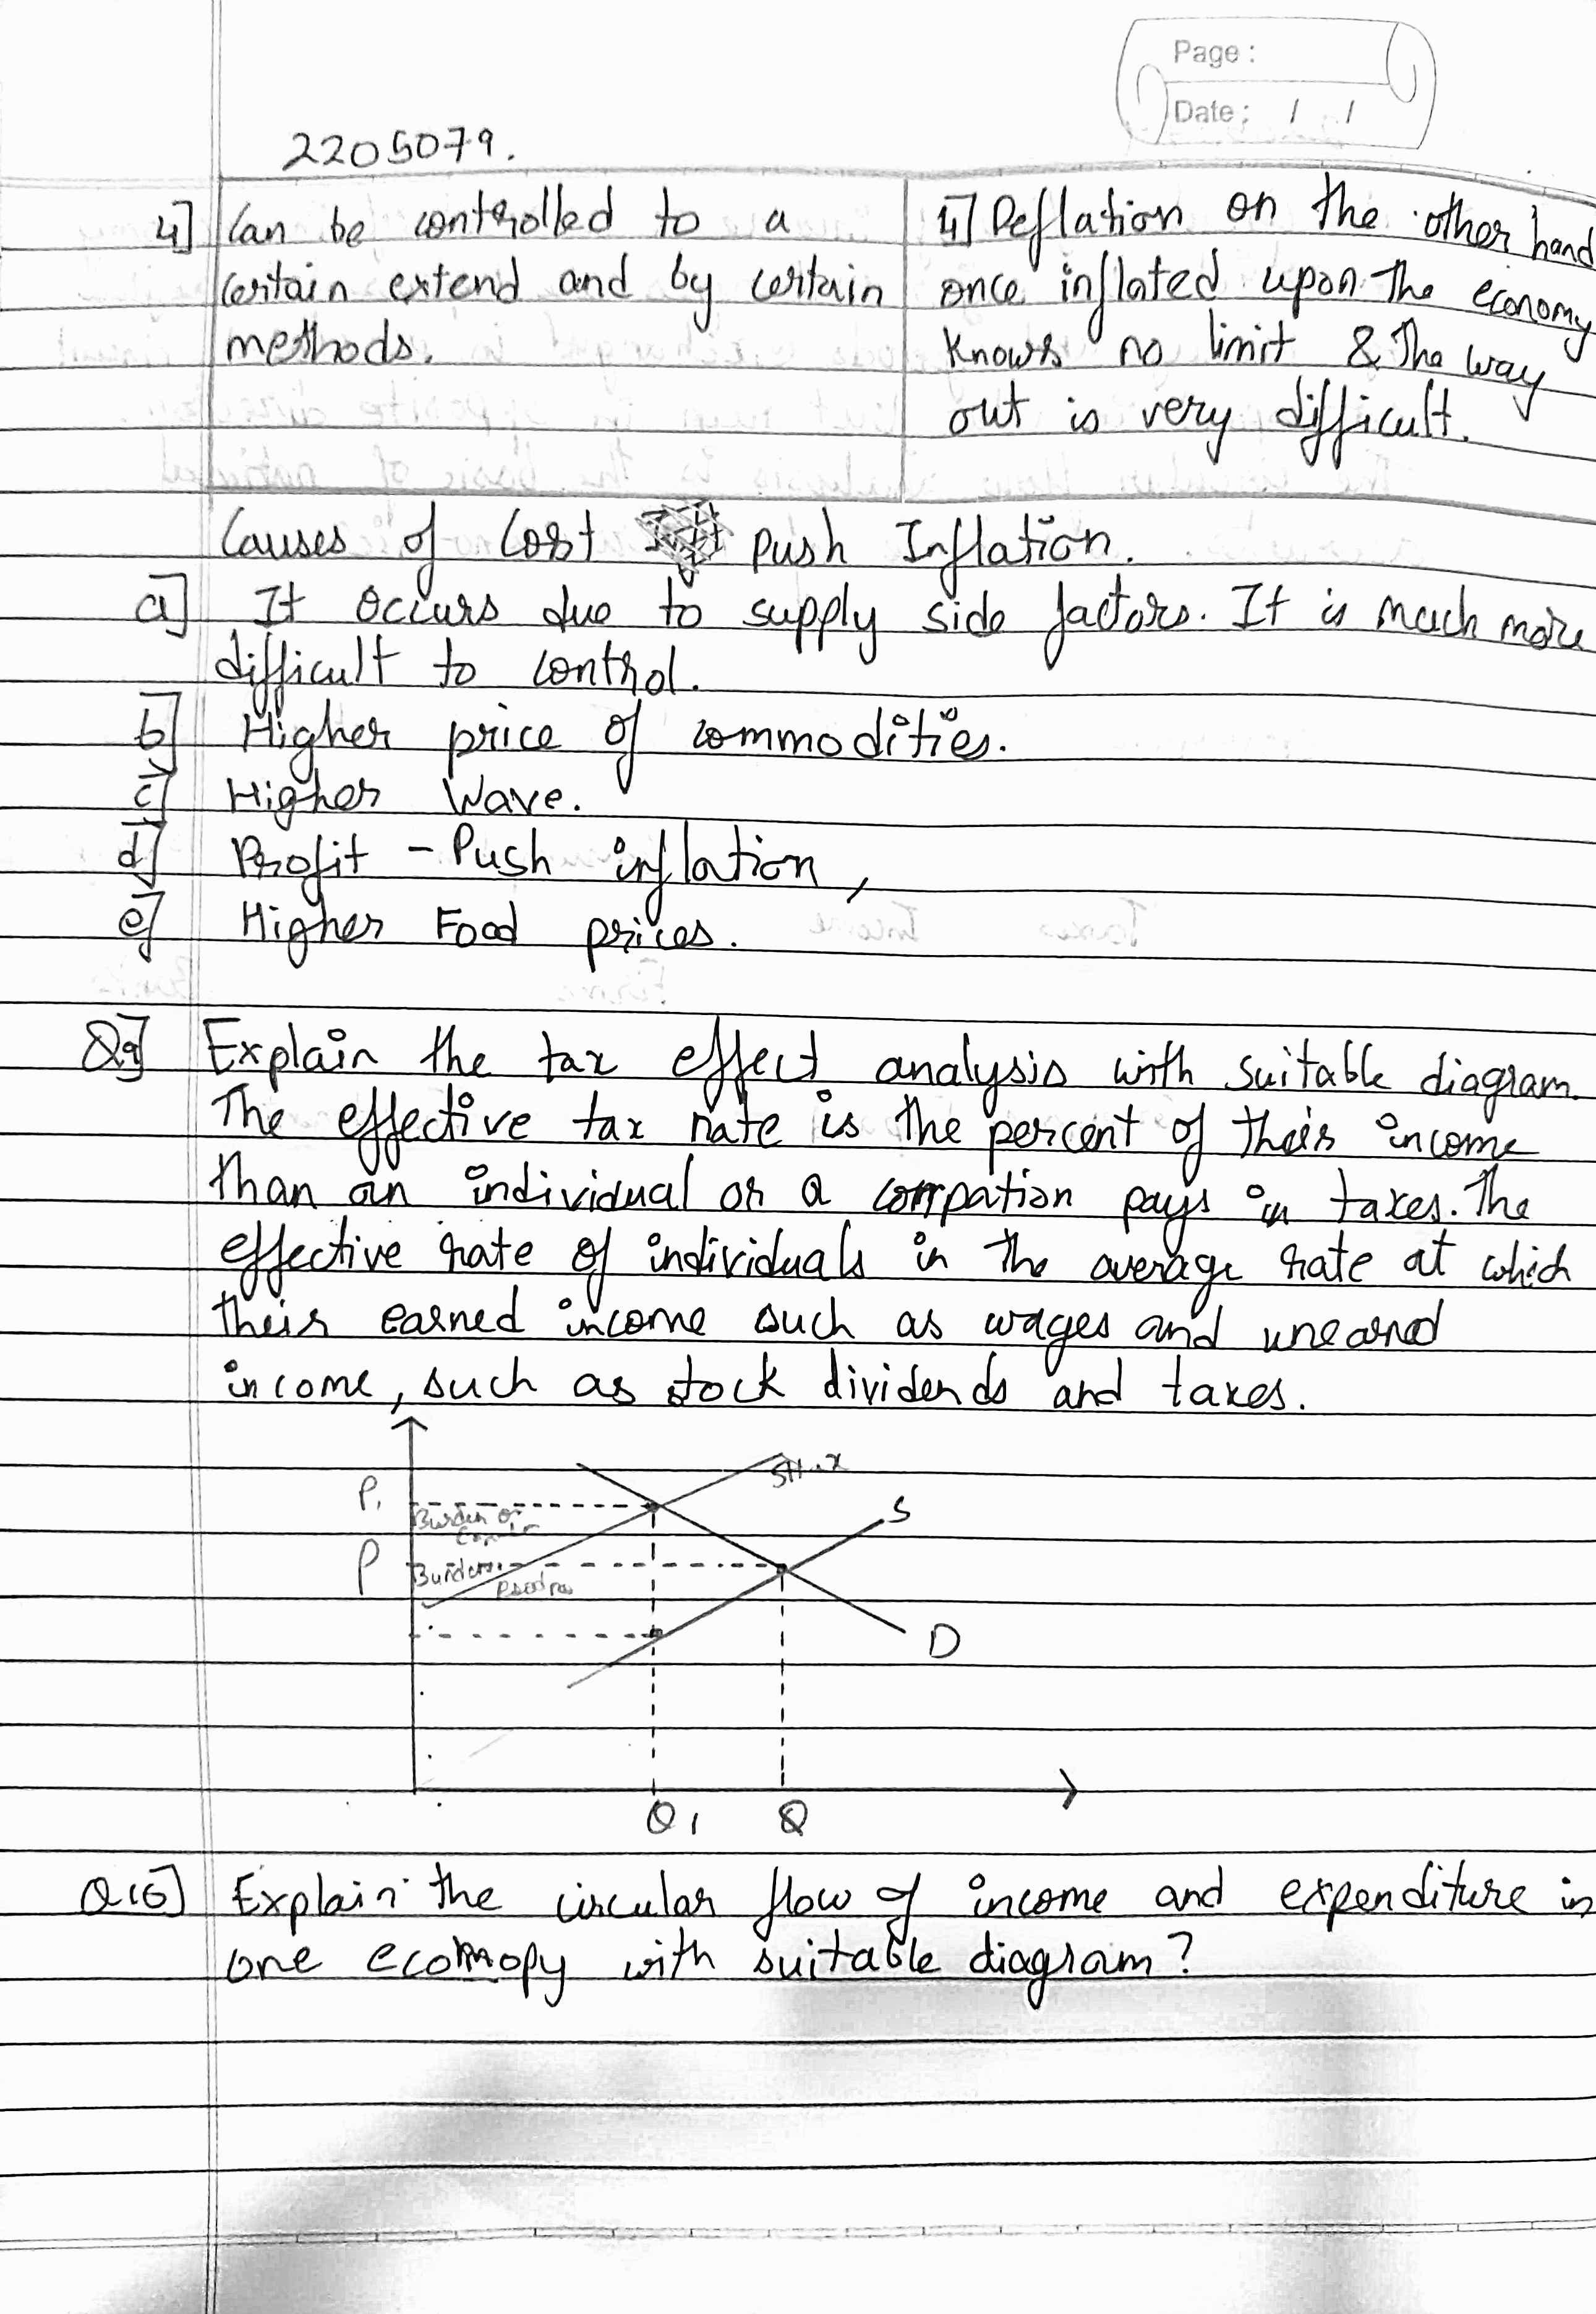 Page :
Date : / /
2205079.
4] Can be controlled to a
certain extend and by certain
methods.
4] Deflation on the other hand
once inflated upon the economy
knows no limit & The way
out is very difficult.
Causes of Cost Push Inflation.
a] It occurs due to supply side factors. It is much more
difficult to control.
b] Higher price of commodities.
c] Higher Wave.
d] Profit - Push inflation,
e] Higher Food prices.
Q9] Explain the tax effect analysis with suitable diagram.
The effective tax rate is the percent of their income
than an individual or a compation pays in taxes. The
effective rate of individuals in the average rate at which
their earned income such as wages and unearnd
income, such as stock dividends and taxes.
S
P1
Burden of
P
Burden
D
Q1 Q
Q10] Explain the circular flow of income and expenditure in
one economopy with suitable diagram?